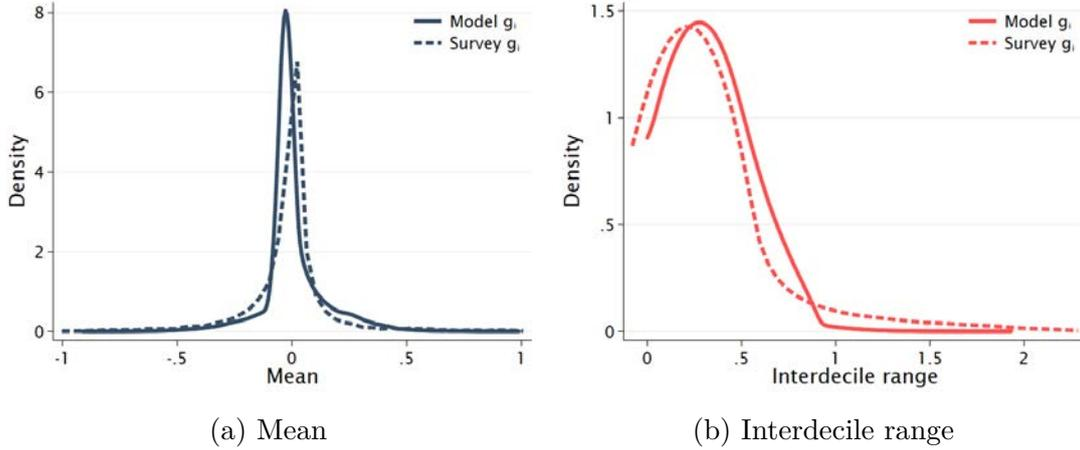 8
6
4
2
0
Density
Model gᵢ
Survey gᵢ
-1
-.5
0
.5
1
Mean
(a) Mean
1.5
1
.5
0
Density
Model gᵢ
Survey gᵢ
0
.5
1
1.5
2
Interdecile range
(b) Interdecile range